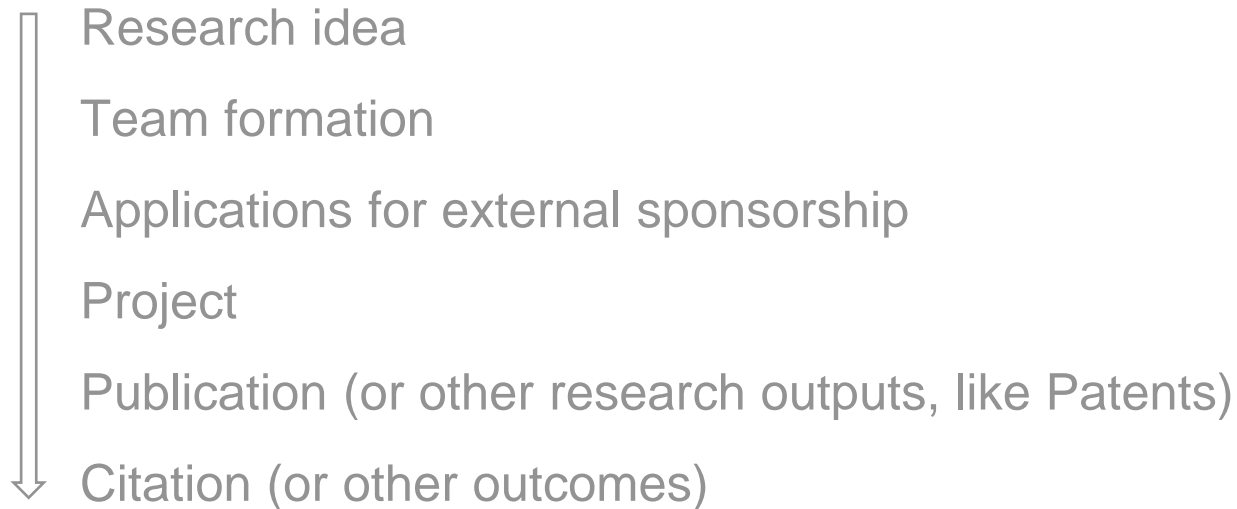 Research idea
Team formation
Applications for external sponsorship
Project
Publication (or other research outputs, like Patents)
Citation (or other outcomes)